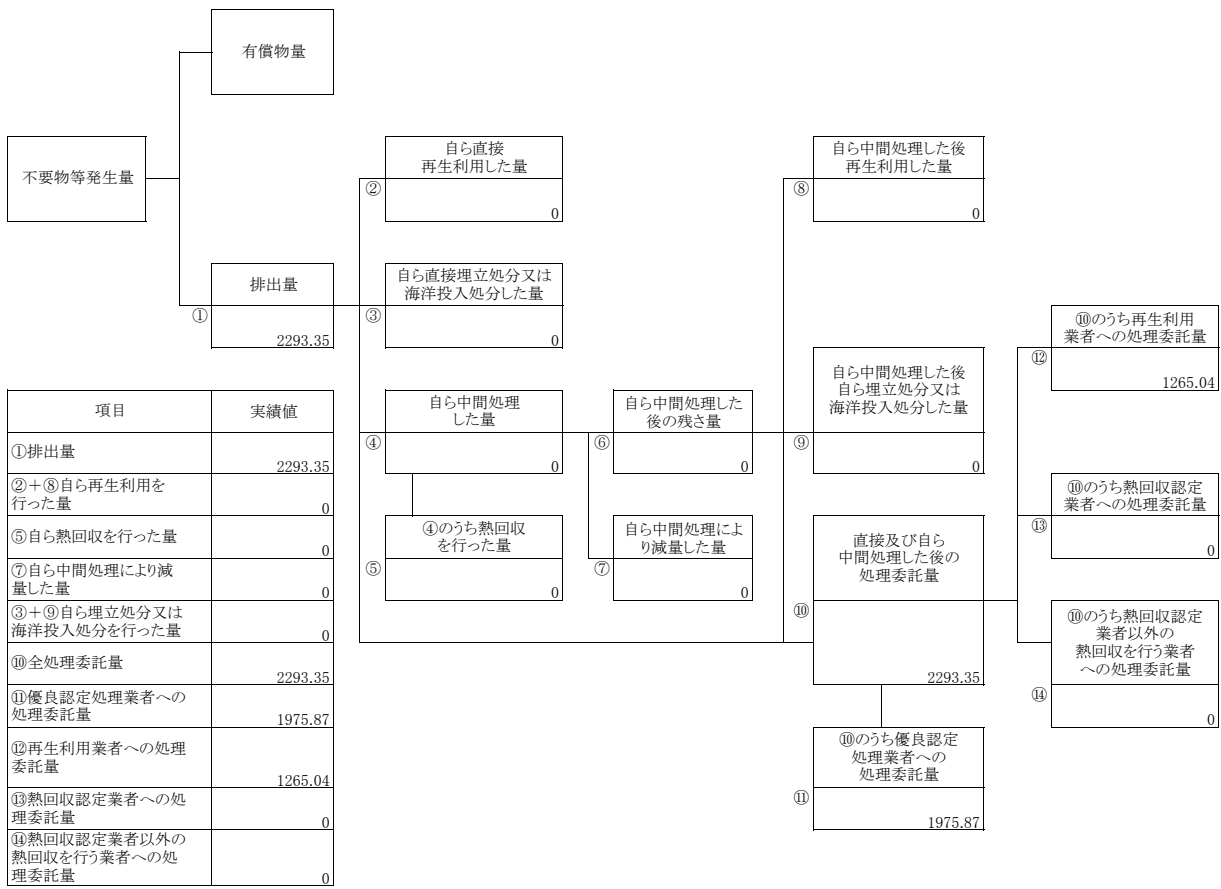 有償物量
不要物等発生量
自ら直接
再生利用した量
②
0
自ら中間処理した後
再生利用した量
⑧
0
排出量
①
2293.35
自ら直接埋立処分又は
海洋投入処分した量
③
0
⑩のうち再生利用
業者への処理委託量
⑫
1265.04
自ら中間処理
した量
④
0
自ら中間処理した
後の残さ量
⑥
0
自ら中間処理した後
自ら埋立処分又は
海洋投入処分した量
⑨
0
⑩のうち熱回収認定
業者への処理委託量
⑬
0
④のうち熱回収
を行った量
⑤
0
自ら中間処理によ
り減量した量
⑦
0
直接及び自ら
中間処理した後の
処理委託量
⑩
2293.35
⑩のうち熱回収認定
業者以外の
熱回収を行う業者
への処理委託量
⑭
0
⑩のうち優良認定
処理業者への
処理委託量
⑪
1975.87
項目 実績値
①排出量
2293.35
②＋⑧自ら再生利用を
行った量
0
⑤自ら熱回収を行った量
0
⑦自ら中間処理により減
量した量
0
③＋⑨自ら埋立処分又は
海洋投入処分を行った量
0
⑩全処理委託量
2293.35
⑪優良認定処理業者への
処理委託量
1975.87
⑫再生利用業者への処理
委託量
1265.04
⑬熱回収認定業者への処
理委託量
0
⑭熱回収認定業者以外の
熱回収を行う業者への処
理委託量
0